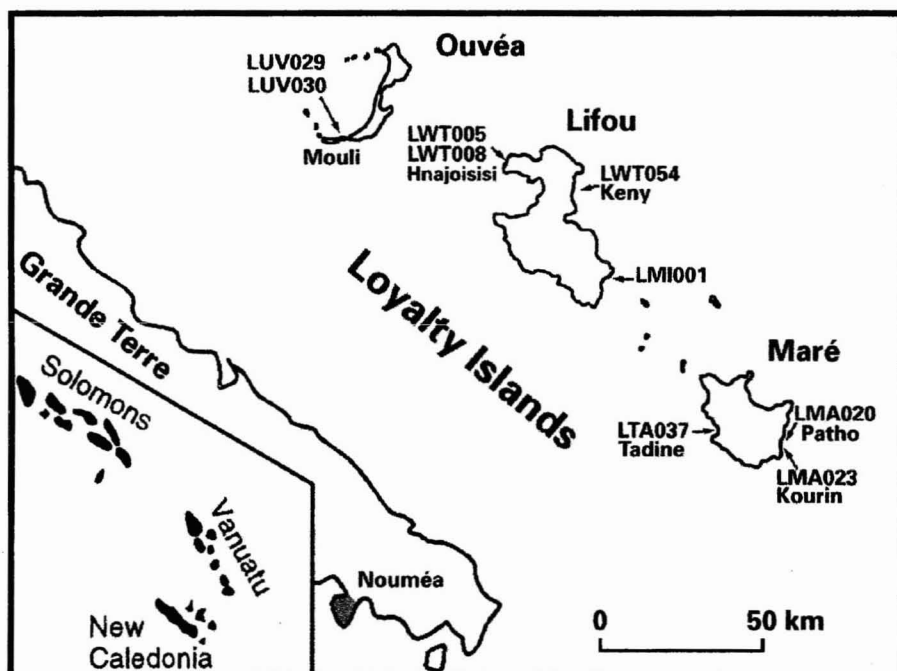 Ouvéa
LUV029
LUV030
Mouli
Lifou
LWT005
LWT008
Hnajoisisi
LWT054
Keny
LMI001
Loyalty Islands
Grande Terre
Maré
LTA037
Tadine
LMA020
Patho
LMA023
Kourin
Solomons
Vanuatu
New
Caledonia
Nouméa
0 50 km